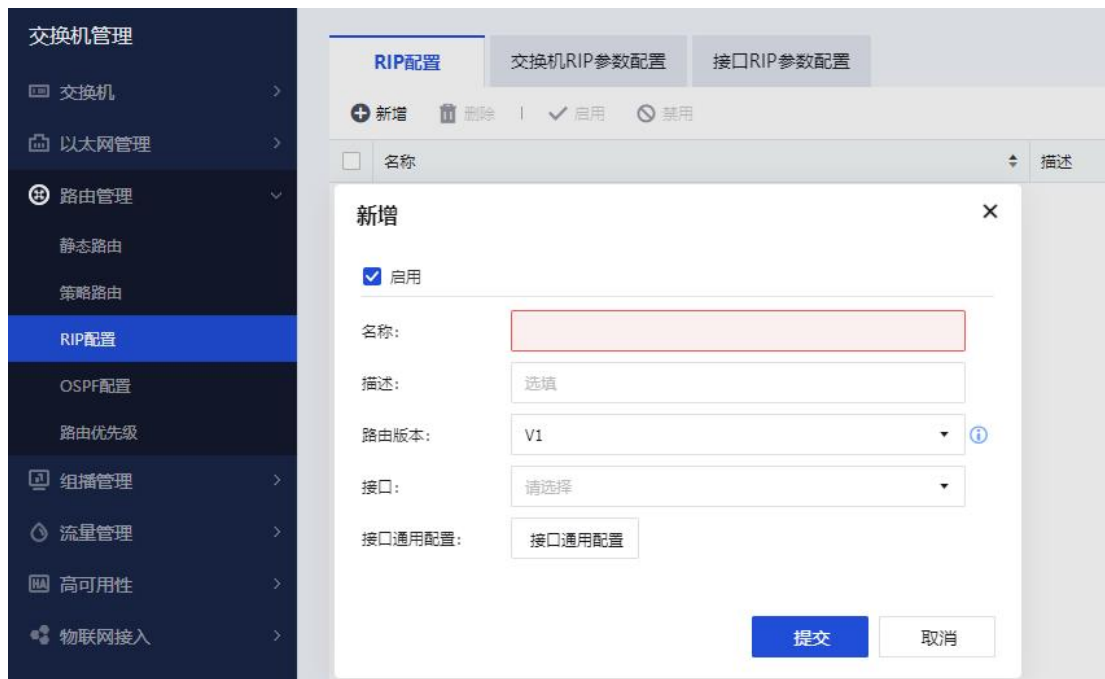 交换机管理
交换机
以太网管理
路由管理
静态路由
策略路由
RIP配置
OSPF配置
路由优先级
组播管理
流量管理
HA 高可用性
物联网接入
RIP配置 交换机RIP参数配置 接口RIP参数配置
新增 删除 | 启用 禁用
名称 描述
新增
启用
名称:
描述: 选填
路由版本: V1
接口: 请选择
接口通用配置: 接口通用配置
提交 取消